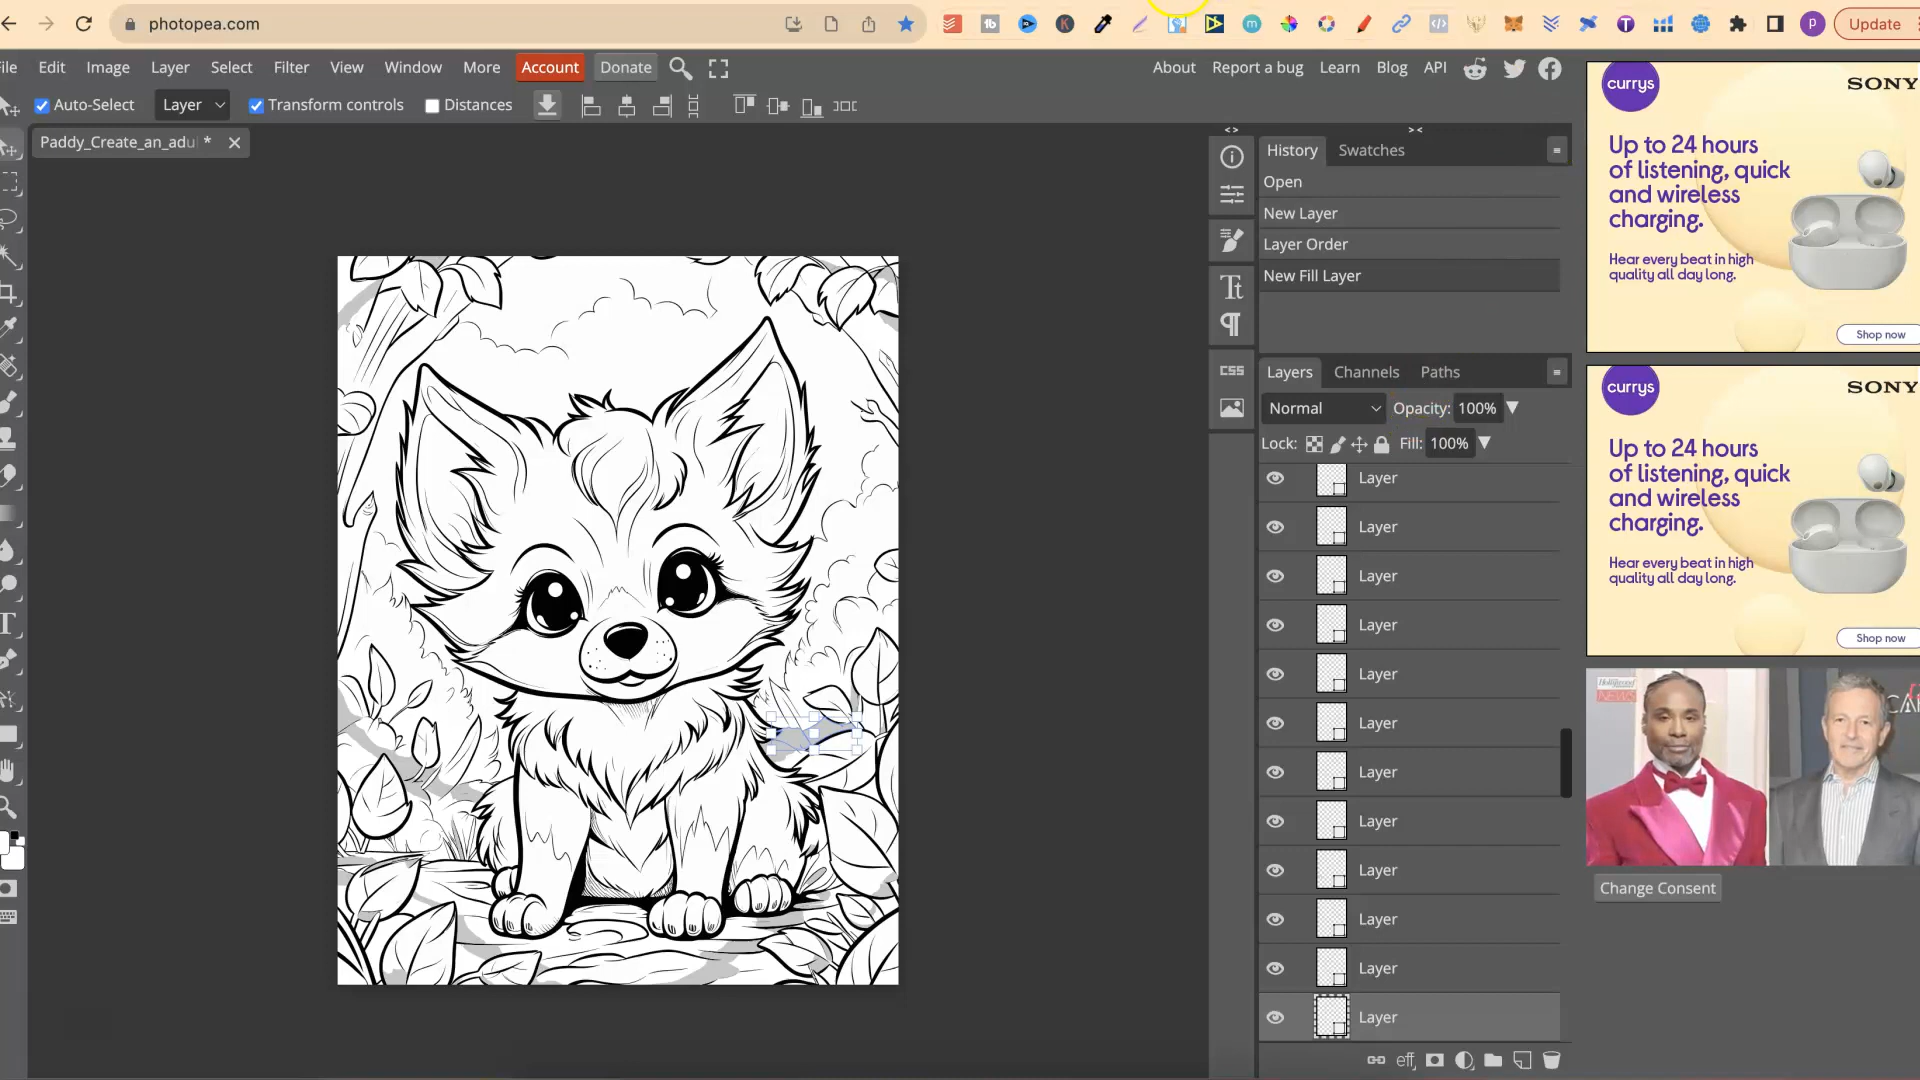 photopea.com
Update
File Edit Image Layer Select Filter View Window More Account Donate
About Report a bug Learn Blog API
Auto-Select Layer Transform controls Distances
Paddy_Create_an_adul *
History Swatches
Open
New Layer
Layer Order
New Fill Layer
CSS
Layers Channels Paths
Normal Opacity: 100%
Lock: Fill: 100%
Layer
Layer
Layer
Layer
Layer
Layer
Layer
Layer
Layer
Layer
Layer
Layer
eff
currys SONY
Up to 24 hours
of listening, quick
and wireless
charging.
Hear every beat in high
quality all day long.
Shop now
currys SONY
Up to 24 hours
of listening, quick
and wireless
charging.
Hear every beat in high
quality all day long.
Shop now
Change Consent